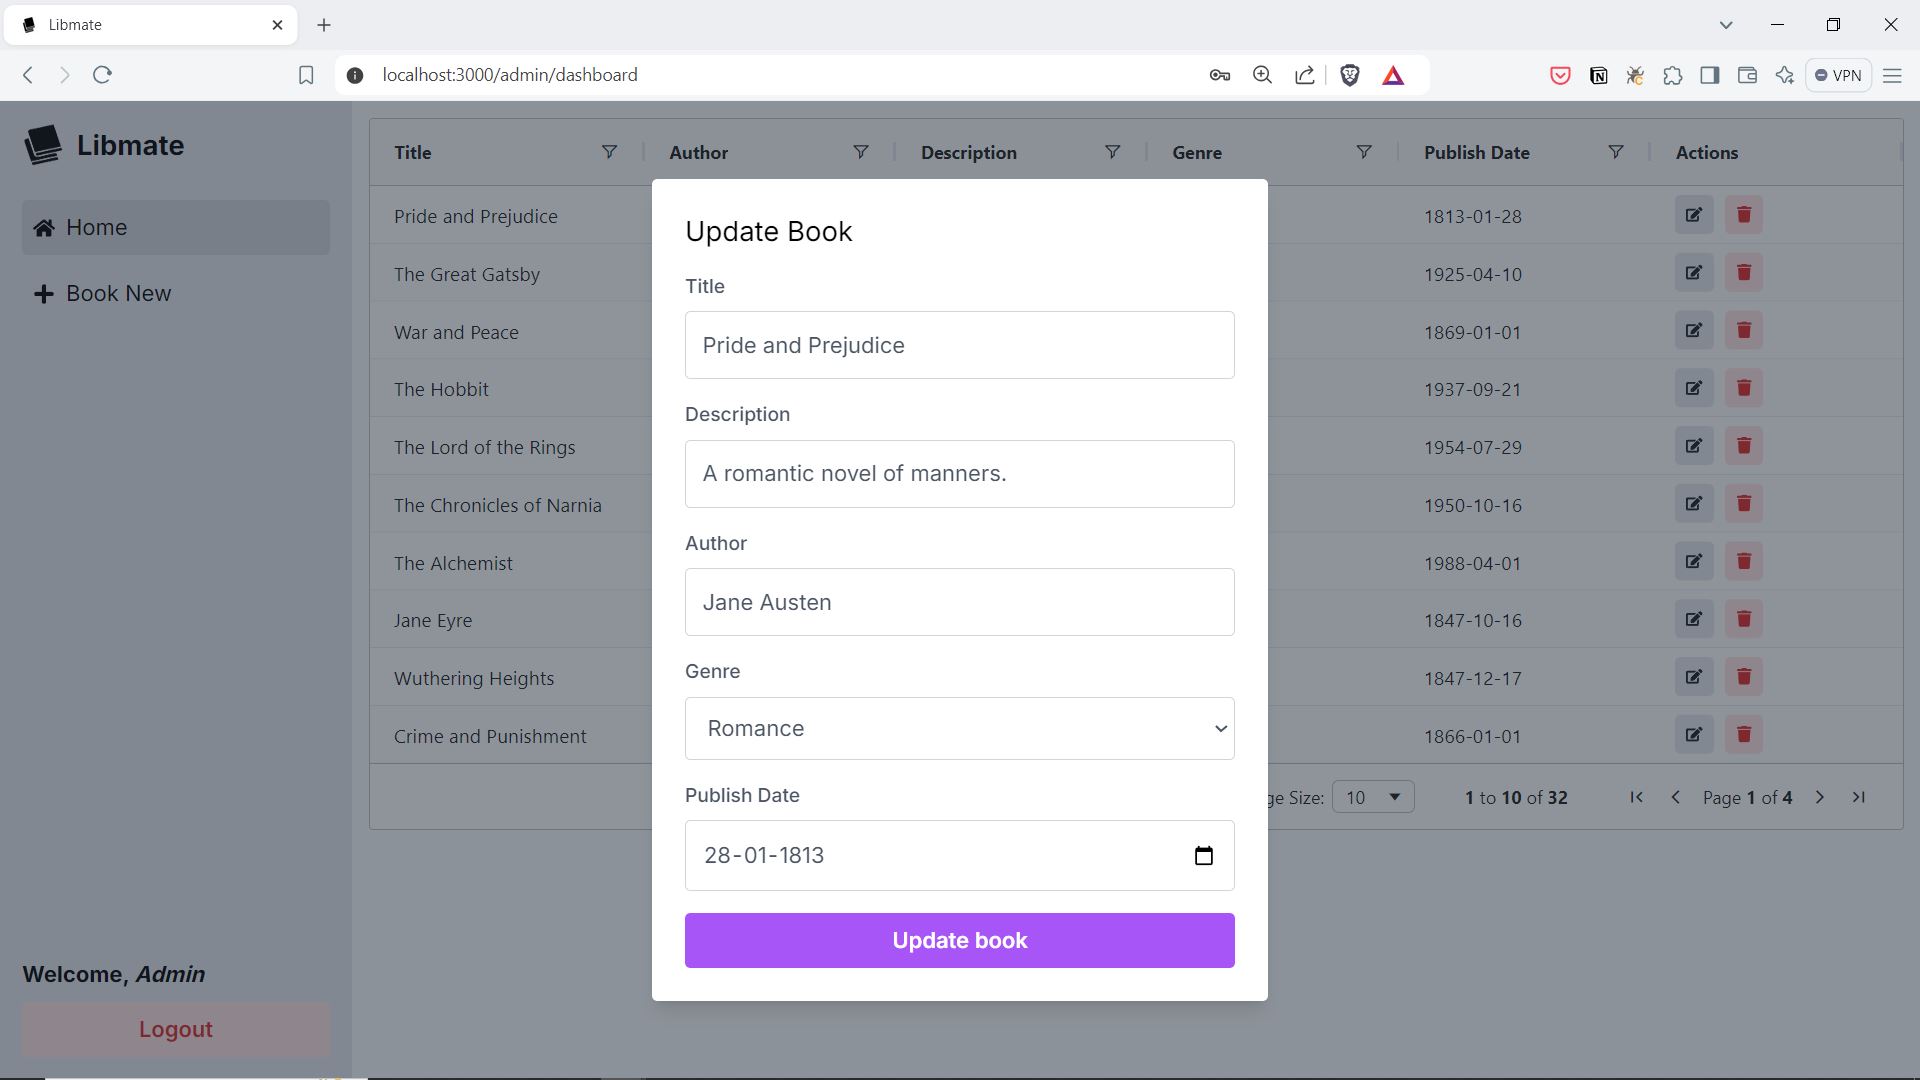 Libmate
localhost:3000/admin/dashboard
VPN
Libmate
Home
Book New
Welcome, Admin
Logout
Title Author Description Genre Publish Date Actions
Pride and Prejudice 1813-01-28
The Great Gatsby 1925-04-10
War and Peace 1869-01-01
The Hobbit 1937-09-21
The Lord of the Rings 1954-07-29
The Chronicles of Narnia 1950-10-16
The Alchemist 1988-04-01
Jane Eyre 1847-10-16
Wuthering Heights 1847-12-17
Crime and Punishment 1866-01-01
ge Size: 10 1 to 10 of 32 Page 1 of 4
Update Book
Title
Pride and Prejudice
Description
A romantic novel of manners.
Author
Jane Austen
Genre
Romance
Publish Date
28-01-1813
Update book